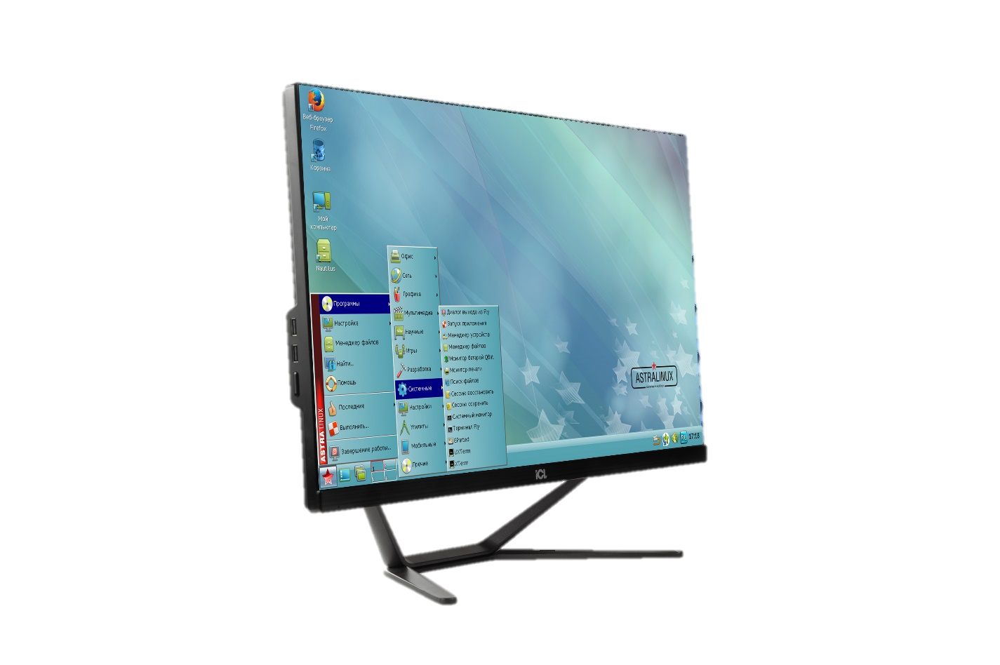 Веб-браузер
Firefox
Корзина
Мой
компьютер
Nautilus
Программы
Настройка
Менеджер файлов
Найти...
Помощь
Последние
Выполнить...
Завершение работы...
ASTRA LINUX
Офис
Сеть
Графика
Мультимедиа
Научные
Игры
Разработка
Системные
Настройки
Утилиты
Мобильные
Прочие
Диалог выхода из Fly
Запуск приложения
Менеджер устройств
Менеджер файлов
Монитор батарей QBat
Монитор печати
Поиск файлов
Сессию восстановить
Сессию сохранить
Системный монитор
Терминал Fly
GParted
UXTerm
XTerm
ASTRALINUX
17:18
iCL